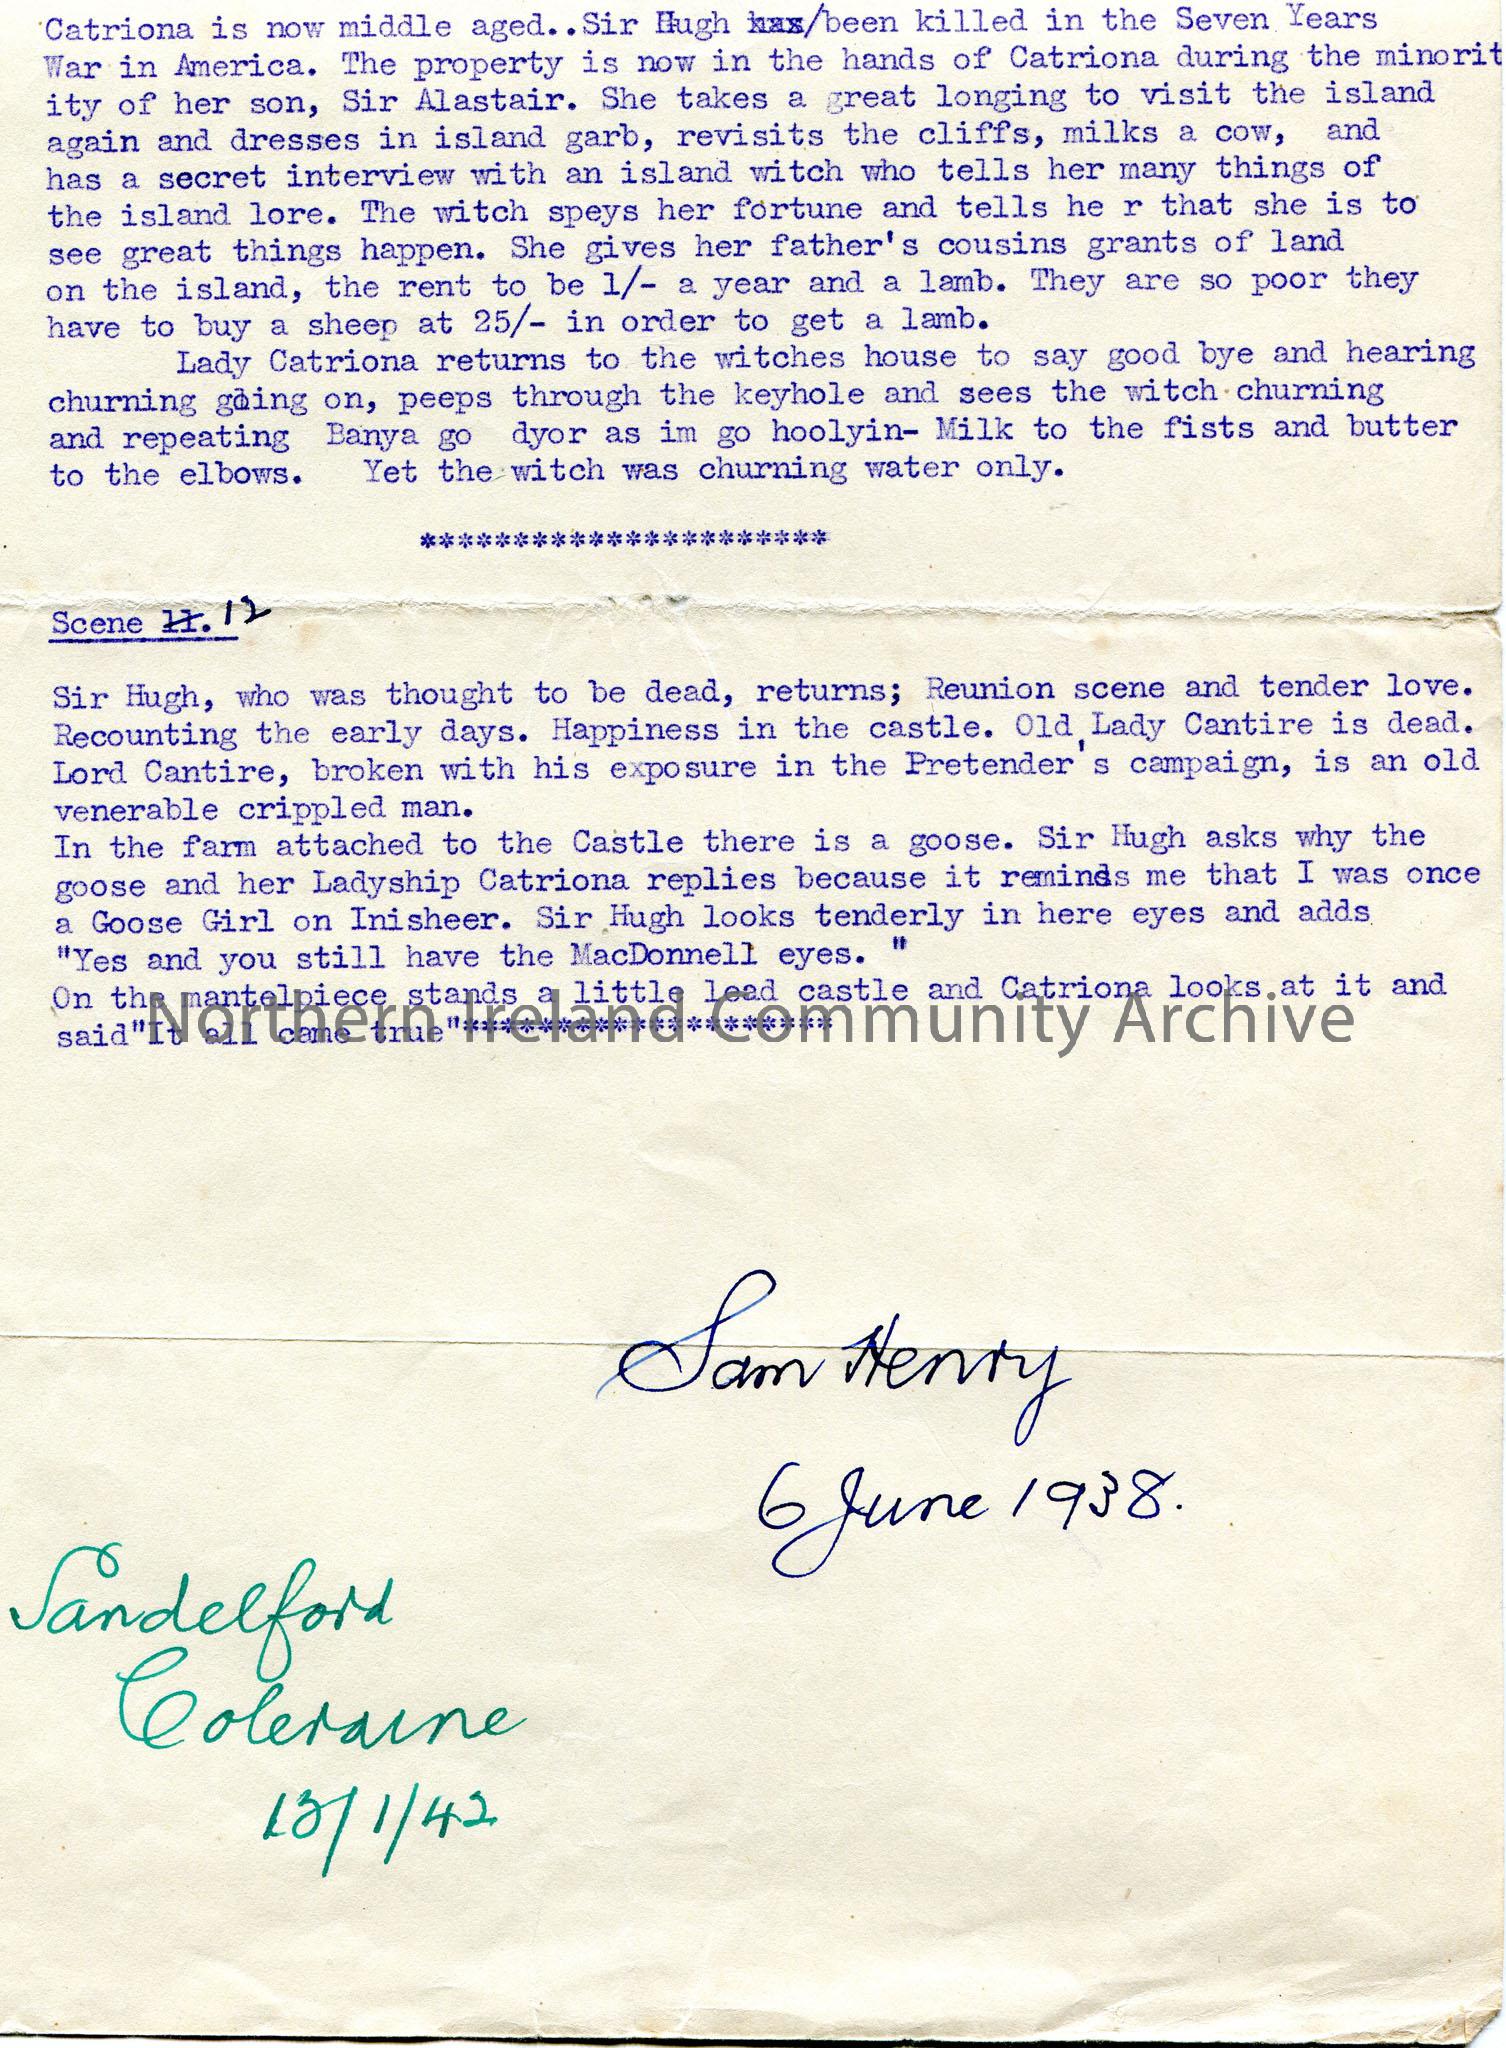 Catriona is now middle aged..Sir Hugh has/been killed in the Seven Years
War in America. The property is now in the hands of Catriona during the minorit
ity of her son, Sir Alastair. She takes a great longing to visit the island
again and dresses in island garb, revisits the cliffs, milks a cow,  and
has a secret interview with an island witch who tells her many things of
the island lore. The witch speys her fortune and tells he r that she is to
see great things happen. She gives her father's cousins grants of land
on the island, the rent to be 1/- a year and a lamb. They are so poor they
have to buy a sheep at 25/- in order to get a lamb.
Lady Catriona returns to the witches house to say good bye and hearing
churning going on, peeps through the keyhole and sees the witch churning
and repeating  Banya go  dyor as im go hoolyin- Milk to the fists and butter
to the elbows.   Yet the witch was churning water only.
**********************
Scene 11. 12
Sir Hugh, who was thought to be dead, returns; Reunion scene and tender love.
Recounting the early days. Happiness in the castle. Old Lady Cantire is dead.
Lord Cantire, broken with his exposure in the Pretender's campaign, is an old
venerable crippled man.
In the farm attached to the Castle there is a goose. Sir Hugh asks why the
goose and her Ladyship Catriona replies because it reminds me that I was once
a Goose Girl on Inisheer. Sir Hugh looks tenderly in here eyes and adds
"Yes and you still have the MacDonnell eyes. "
On the mantelpiece stands a little lead castle and Catriona looks at it and
said"It all came true"********************
Northern Ireland Community Archive
Sam Henry
6 June 1938.
Sandelford
Coleraine
13/1/42